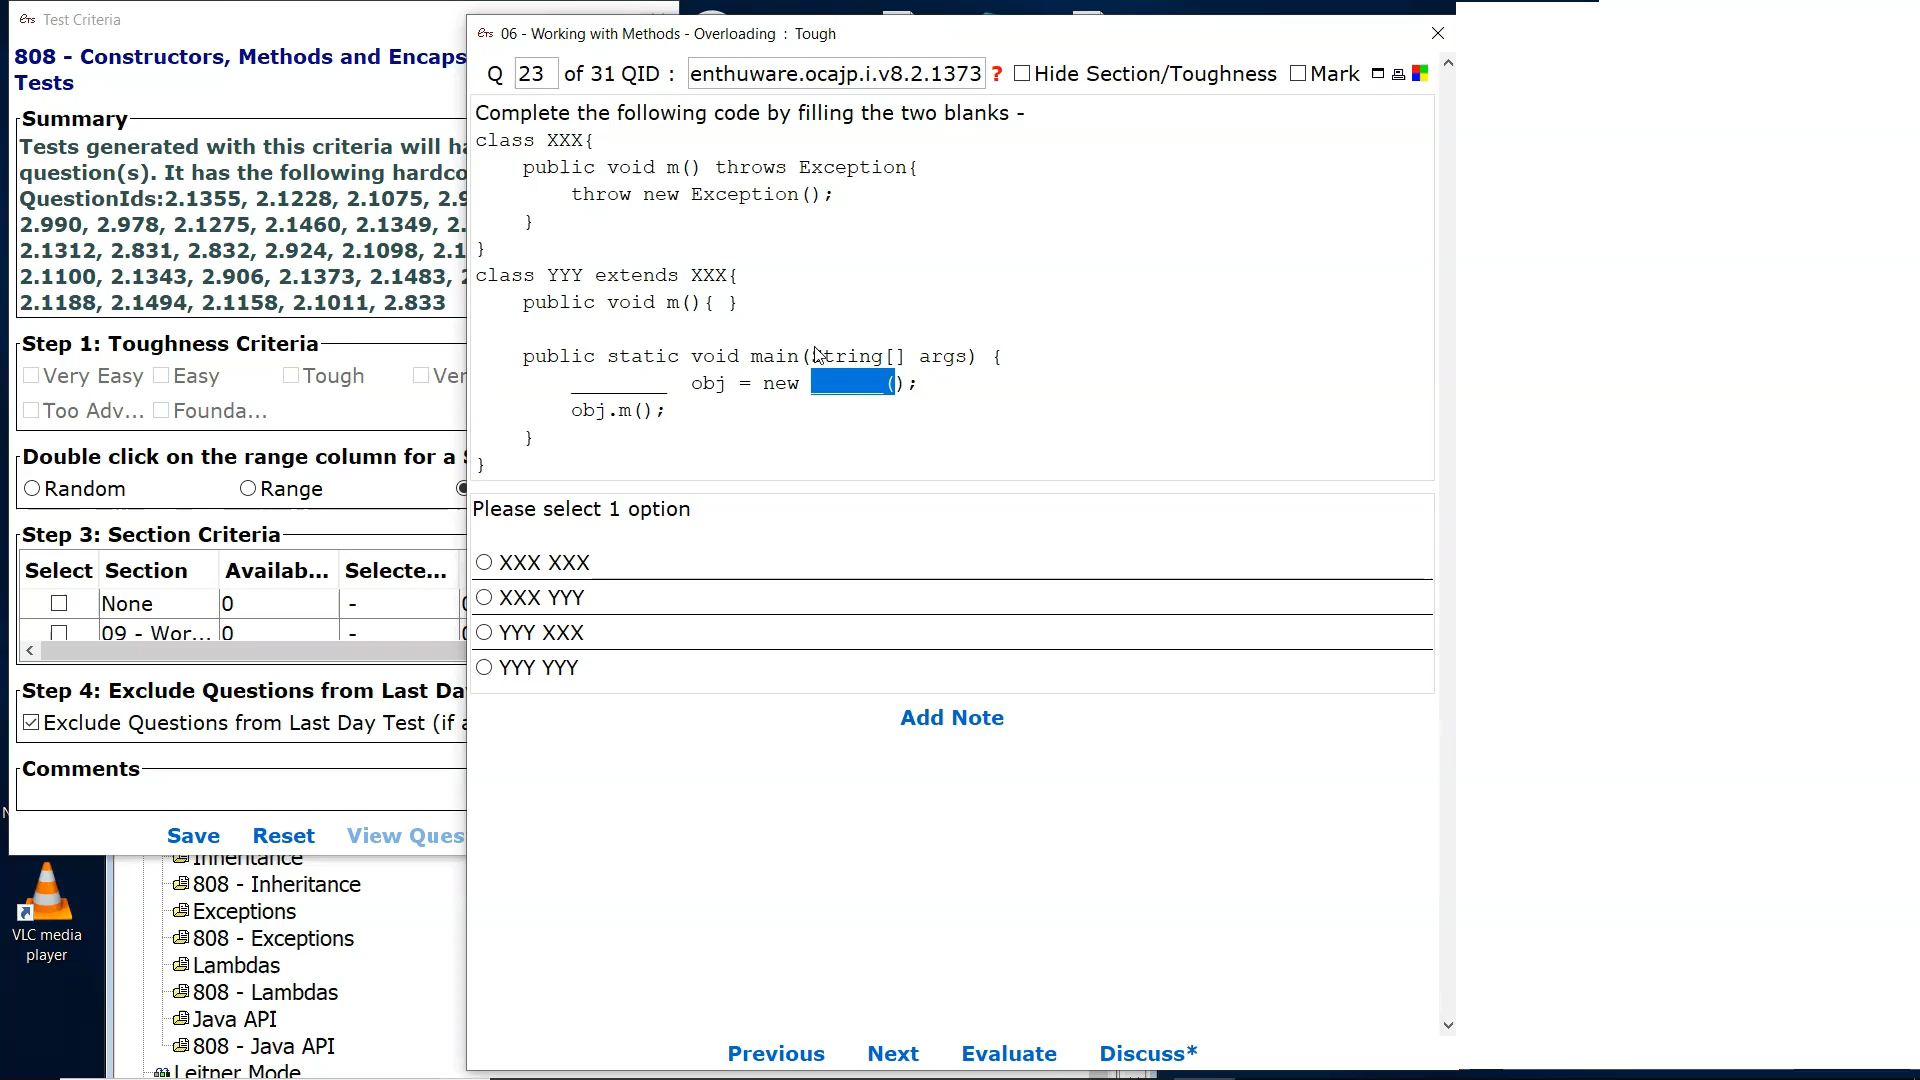 Test Criteria
808 - Constructors, Methods and Encaps
Tests
Summary
Tests generated with this criteria will ha
question(s). It has the following hardco
QuestionIds:2.1355, 2.1228, 2.1075, 2.9
2.990, 2.978, 2.1275, 2.1460, 2.1349, 2.
2.1312, 2.831, 2.832, 2.924, 2.1098, 2.1
2.1100, 2.1343, 2.906, 2.1373, 2.1483, 2
2.1188, 2.1494, 2.1158, 2.1011, 2.833
Step 1: Toughness Criteria
Very Easy Easy Tough Ver
Too Adv... Founda...
Double click on the range column for a S
Random Range
Step 3: Section Criteria
Select Section Availab... Selecte...
None 0 -
09 - Wor... 0 -
Step 4: Exclude Questions from Last Da
Exclude Questions from Last Day Test (if a
Comments
Save Reset View Ques
Inheritance
808 - Inheritance
Exceptions
808 - Exceptions
Lambdas
808 - Lambdas
Java API
808 - Java API
Leitner Mode
VLC media
player
06 - Working with Methods - Overloading : Tough
Q 23 of 31 QID : enthuware.ocajp.i.v8.2.1373 ? Hide Section/Toughness Mark
Complete the following code by filling the two blanks -
class XXX{
public void m() throws Exception{
throw new Exception();
}
}
class YYY extends XXX{
public void m(){ }
public static void main(String[] args) {
________ obj = new ______();
obj.m();
}
}
Please select 1 option
XXX XXX
XXX YYY
YYY XXX
YYY YYY
Add Note
Previous Next Evaluate Discuss*